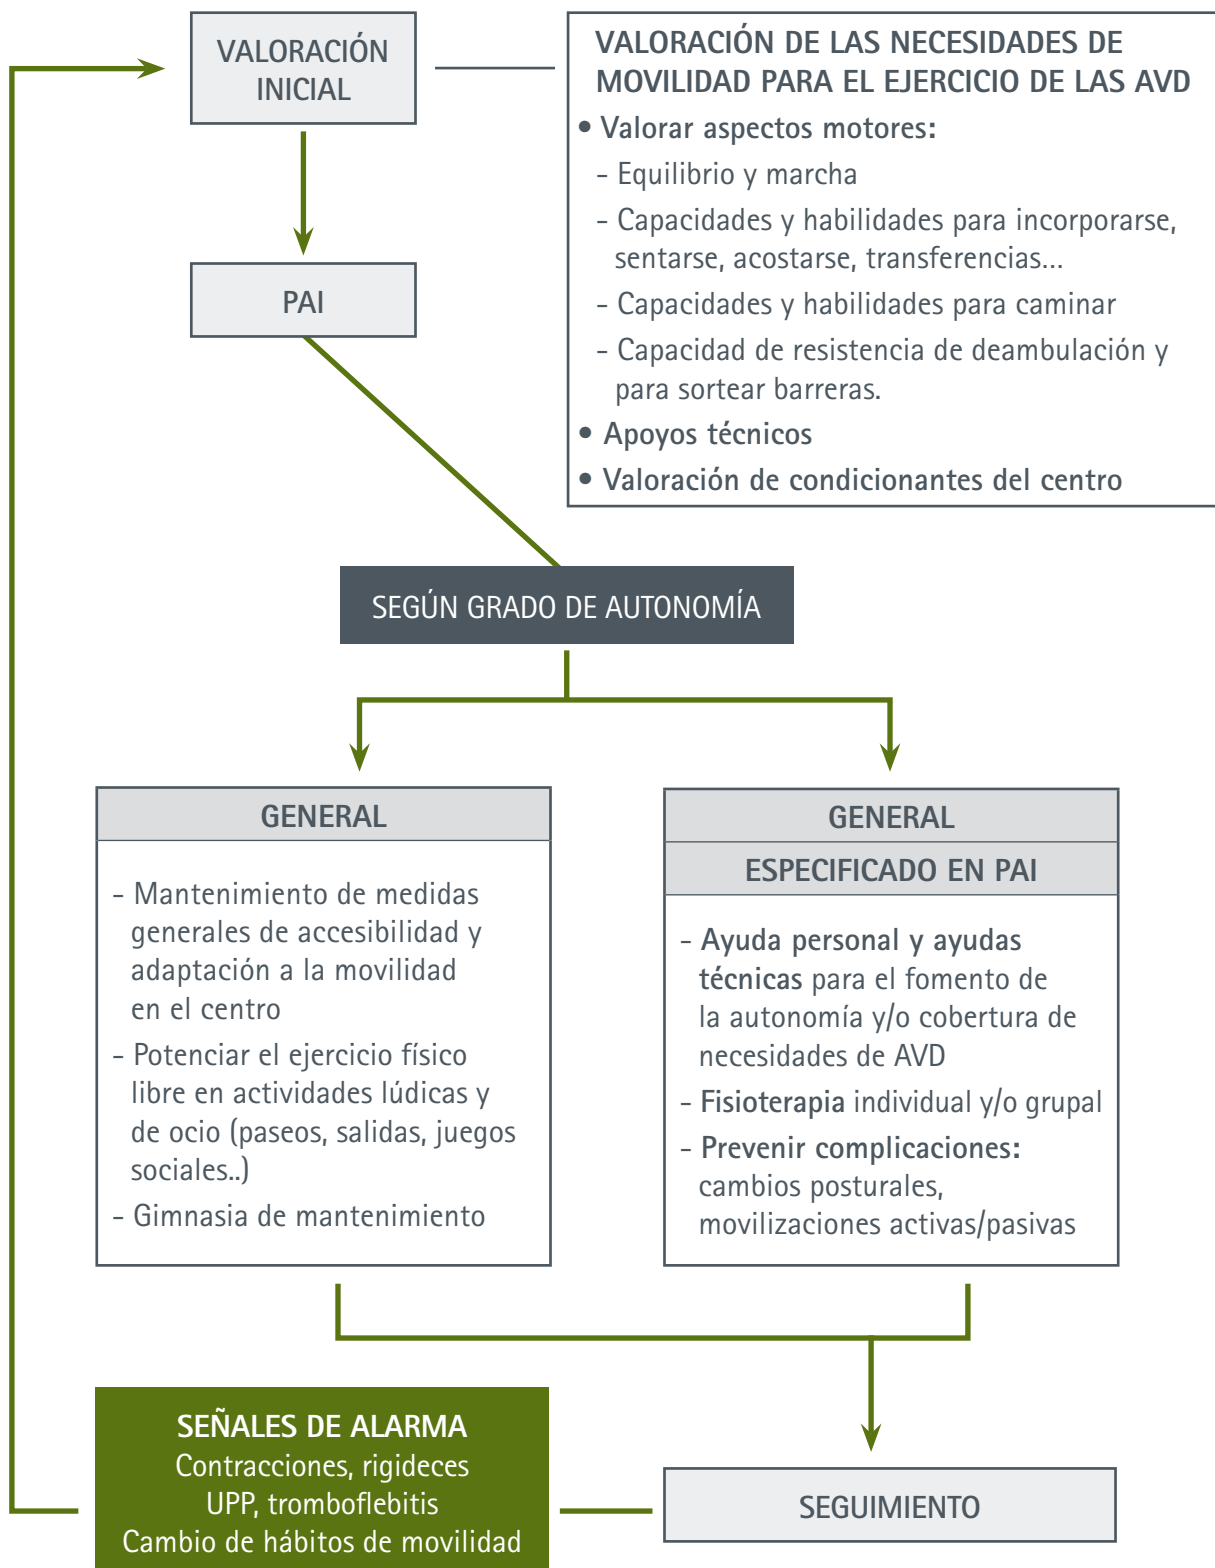 VALORACIÓN
INICIAL
VALORACIÓN DE LAS NECESIDADES DE
MOVILIDAD PARA EL EJERCICIO DE LAS AVD
• Valorar aspectos motores:
- Equilibrio y marcha
- Capacidades y habilidades para incorporarse,
sentarse, acostarse, transferencias...
- Capacidades y habilidades para caminar
- Capacidad de resistencia de deambulación y
para sortear barreras.
• Apoyos técnicos
• Valoración de condicionantes del centro
PAI
SEGÚN GRADO DE AUTONOMÍA
GENERAL
- Mantenimiento de medidas
generales de accesibilidad y
adaptación a la movilidad
en el centro
- Potenciar el ejercicio físico
libre en actividades lúdicas y
de ocio (paseos, salidas, juegos
sociales..)
- Gimnasia de mantenimiento
GENERAL
ESPECIFICADO EN PAI
- Ayuda personal y ayudas
técnicas para el fomento de
la autonomía y/o cobertura de
necesidades de AVD
- Fisioterapia individual y/o grupal
- Prevenir complicaciones:
cambios posturales,
movilizaciones activas/pasivas
SEÑALES DE ALARMA
Contracciones, rigideces
UPP, tromboflebitis
Cambio de hábitos de movilidad
SEGUIMIENTO